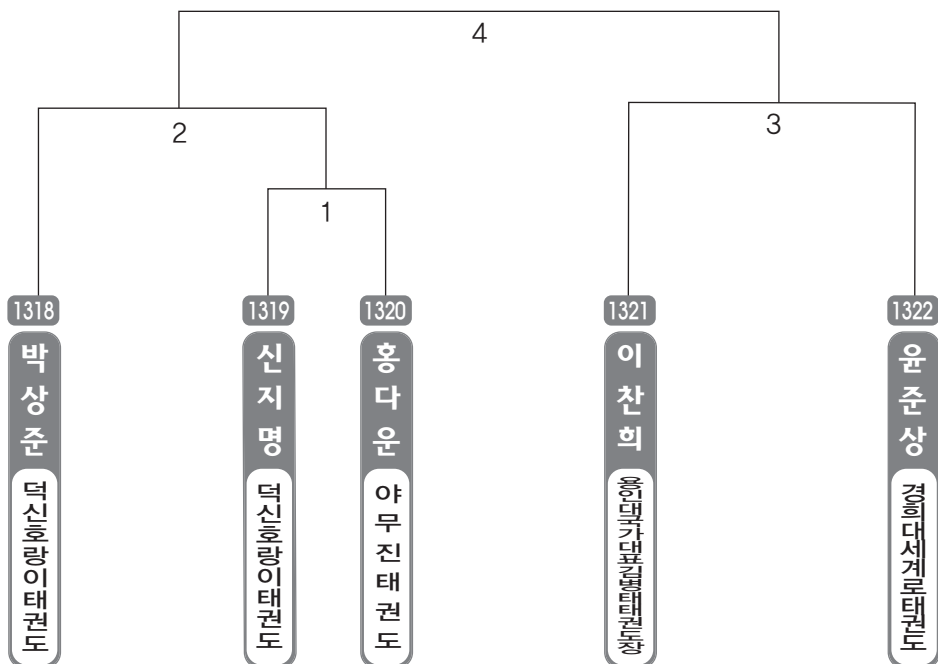 4
2
3
1
1318
1319
1320
1321
1322
박상준
신지명
홍다운
이찬희
윤준상
덕신호랑이태권도
덕신호랑이태권도
야무진태권도
용인대국가대표김병태태권도장
경희대세계로태권도